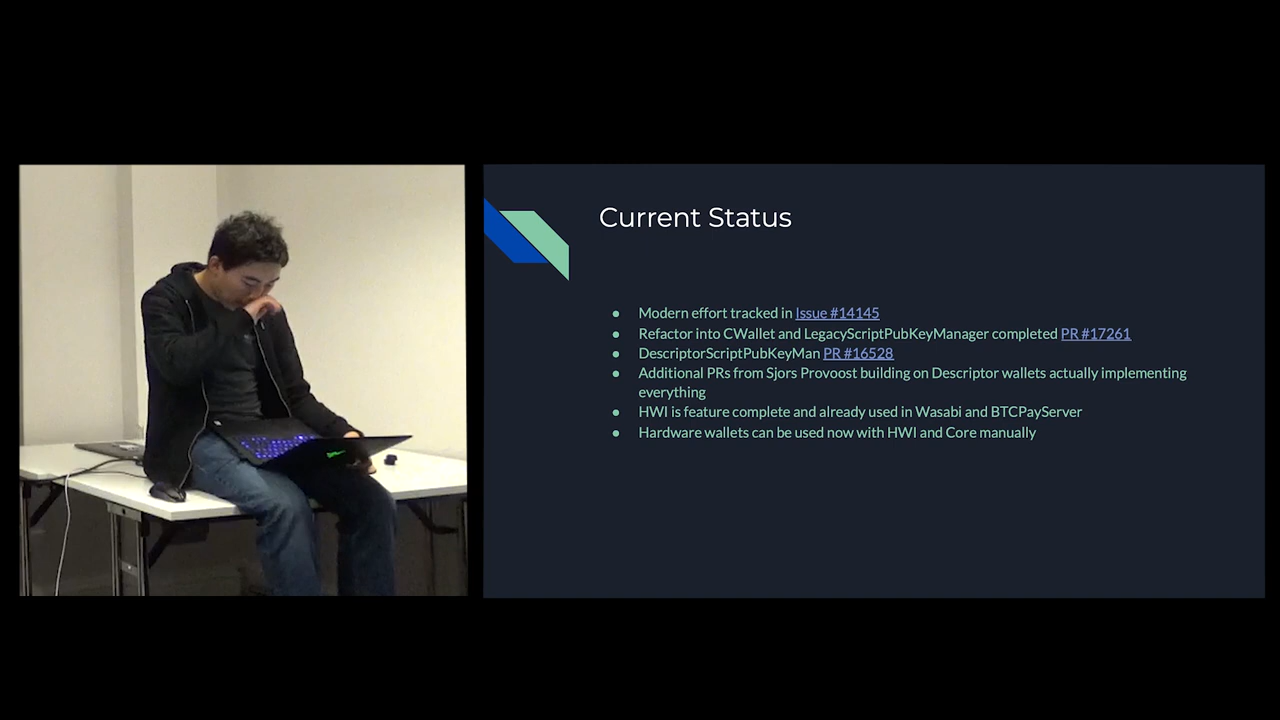 Current Status
● Modern effort tracked in Issue #14145
● Refactor into CWallet and LegacyScriptPubKeyManager completed PR #17261
● DescriptorScriptPubKeyMan PR #16528
● Additional PRs from Sjors Provoost building on Descriptor wallets actually implementing
everything
● HWI is feature complete and already used in Wasabi and BTCPayServer
● Hardware wallets can be used now with HWI and Core manually